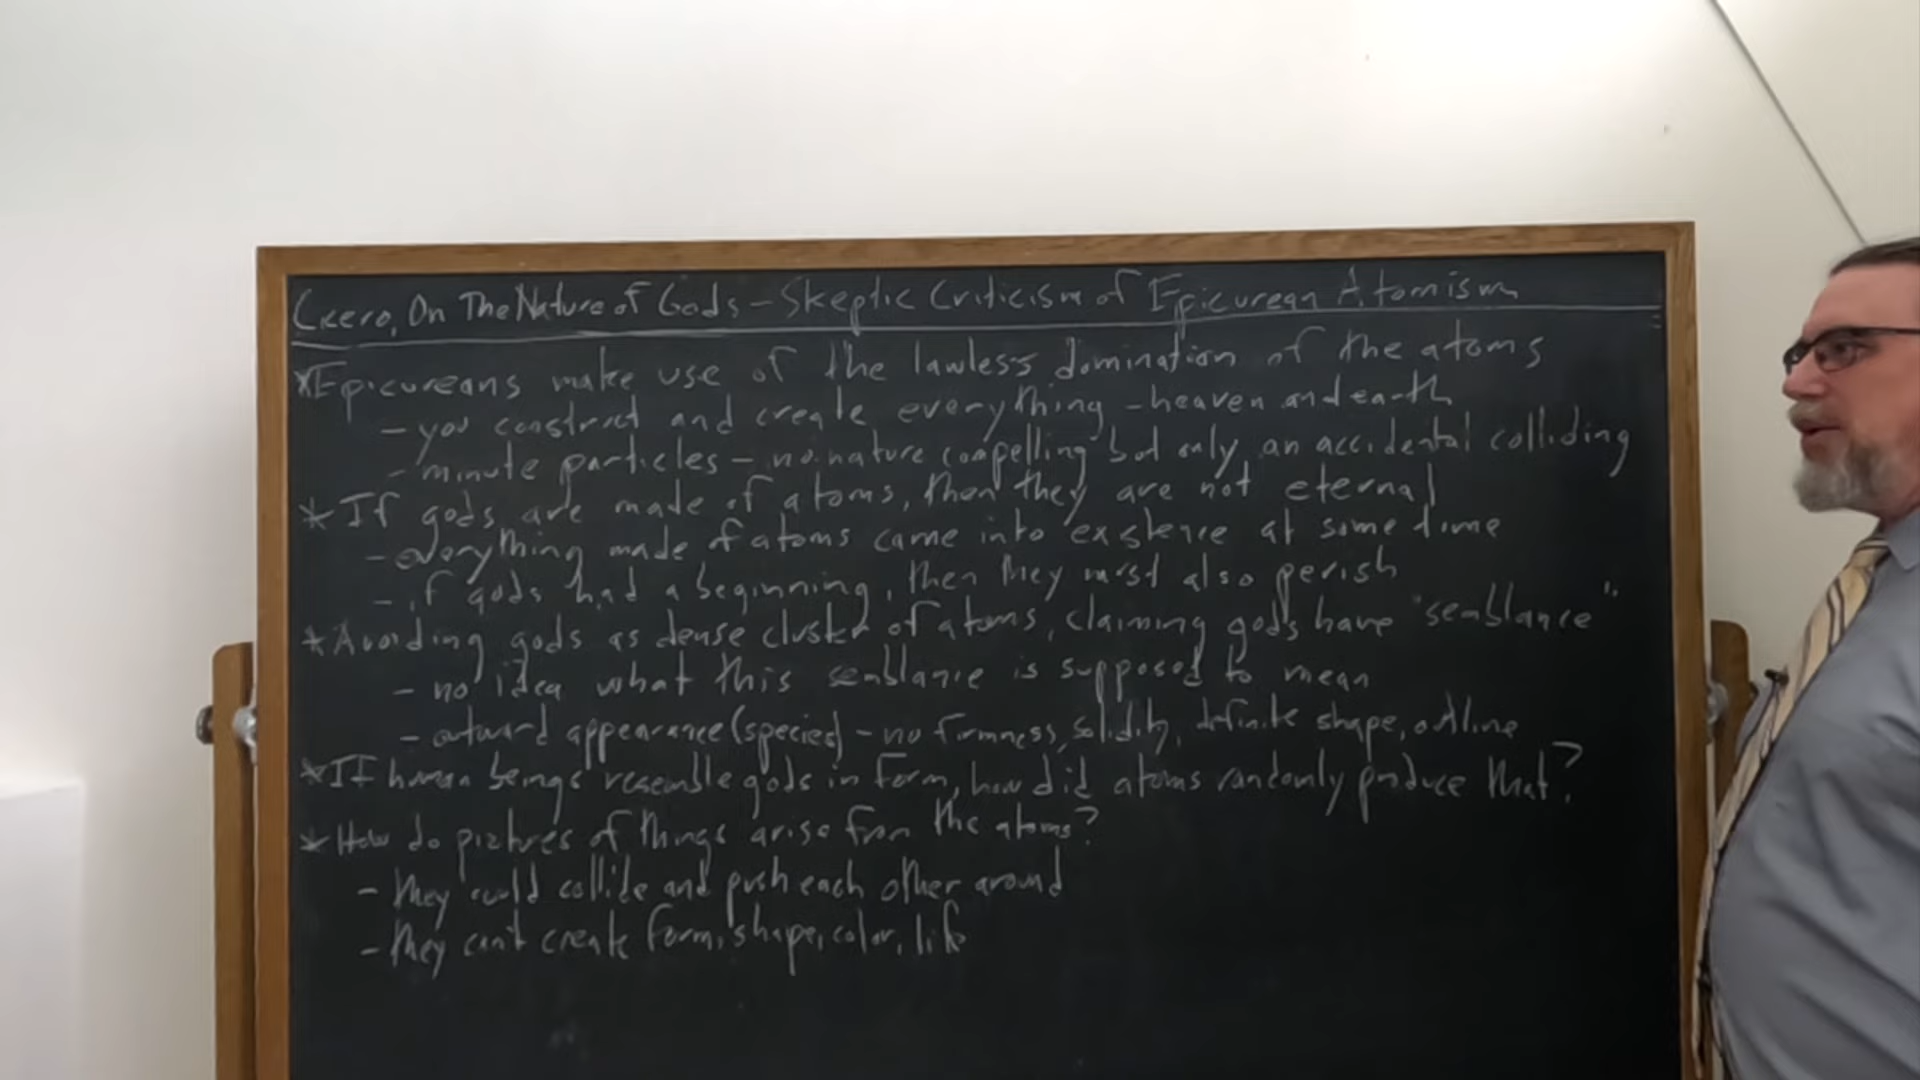 Cicero, On The Nature of Gods - Skeptic Criticism of Epicurean Atomism
* Epicureans make use of the lawless domination of the atoms
- you construct and create everything - heaven and earth
- minute particles - no nature compelling but only an accidental colliding
* If gods are made of atoms, then they are not eternal
- everything made of atoms came into existence at some time
- if gods had a beginning, then they must also perish
* Avoiding gods as dense cluster of atoms, claiming gods have "semblance"
- no idea what this semblance is supposed to mean
- outward appearance (species) - no firmness, solidity, definite shape, outline
* If human beings resemble gods in form, how did atoms randomly produce that?
* How do pictures of things arise from the atoms?
- they could collide and push each other around
- they can't create form, shape, color, life